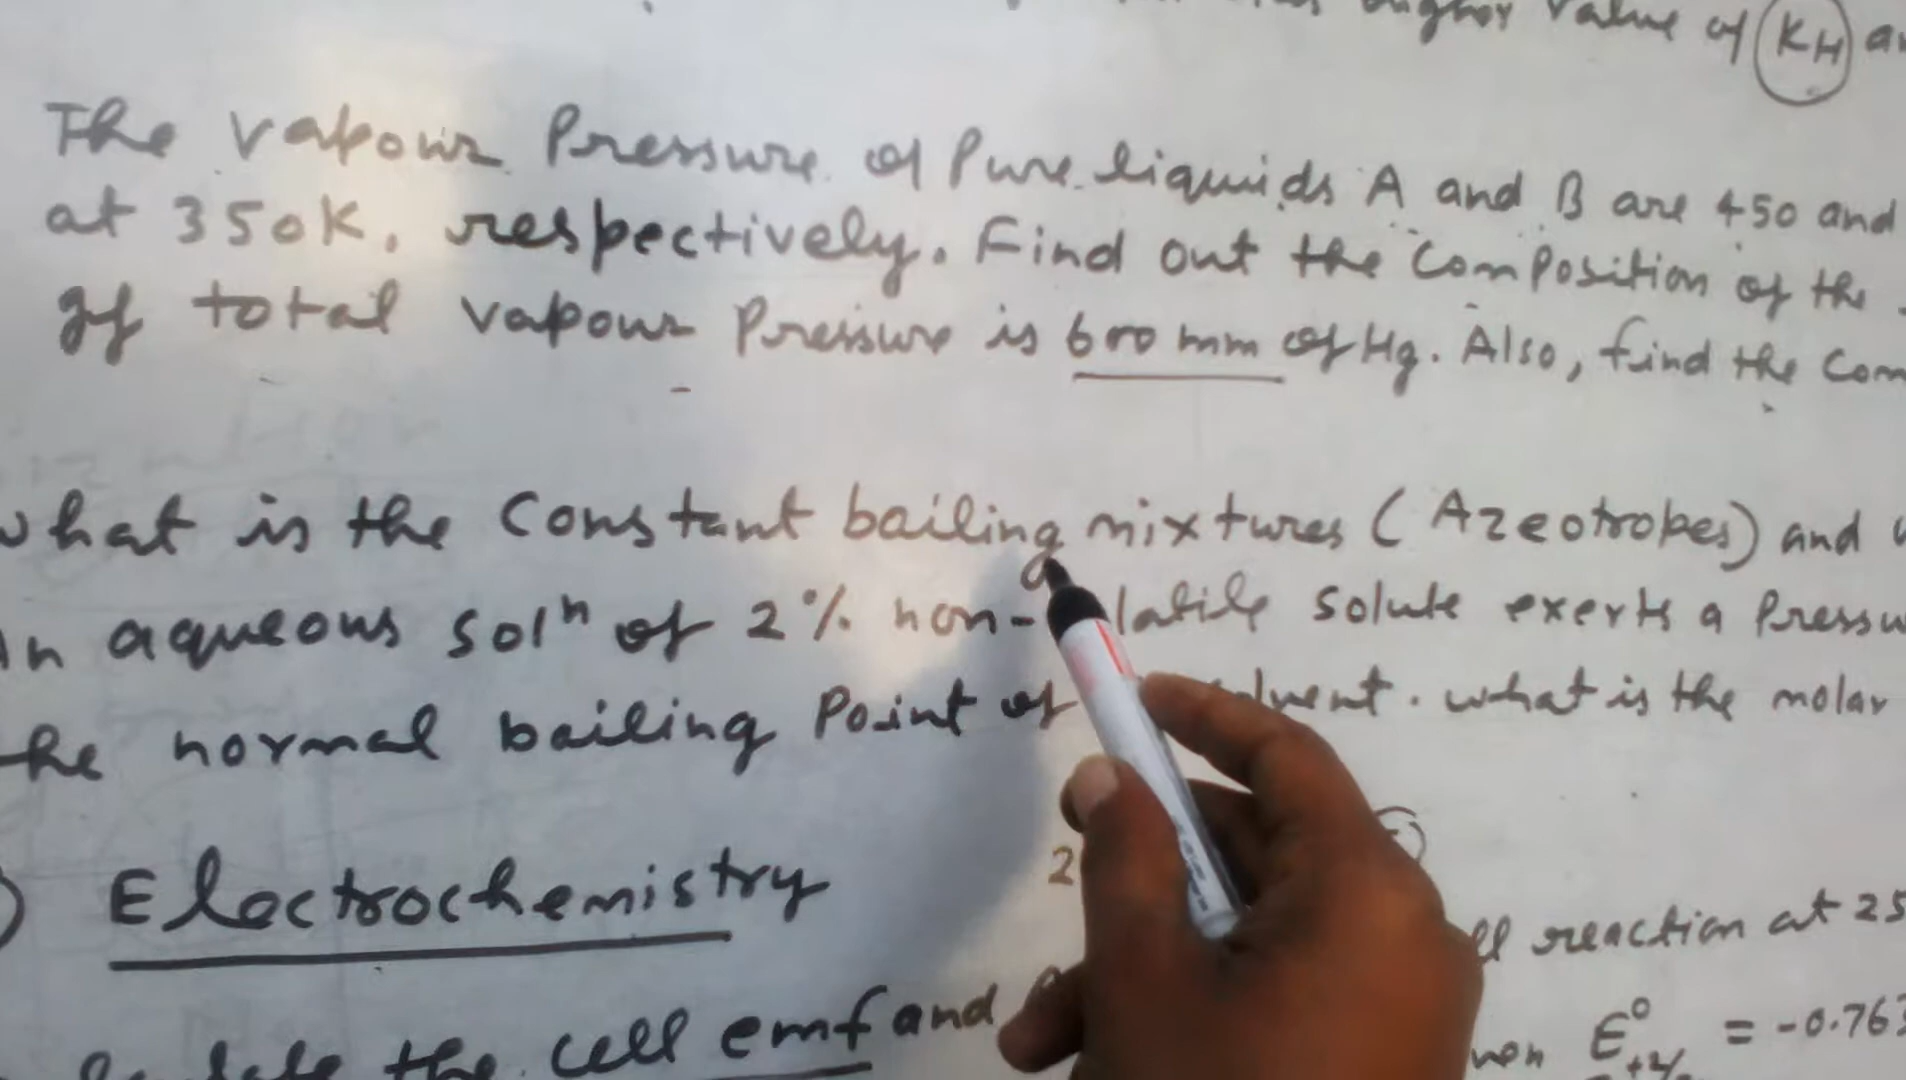 higher value of KH
The vapour Pressure of Pure liquids A and B are 450 and
at 350K, respectively. Find out the Composition of the
If total vapour Pressure is 600 mm of Hg. Also, find the Com
what is the Constant bailing mixtures (Azeotropes) and
An aqueous solⁿ of 2% non- latile solute exerts a Pressu
the normal bailing Point of lvent. what is the molar
Electrochemistry
2
ll reaction at 25
the cell emf and
E° = -0.763
+2/